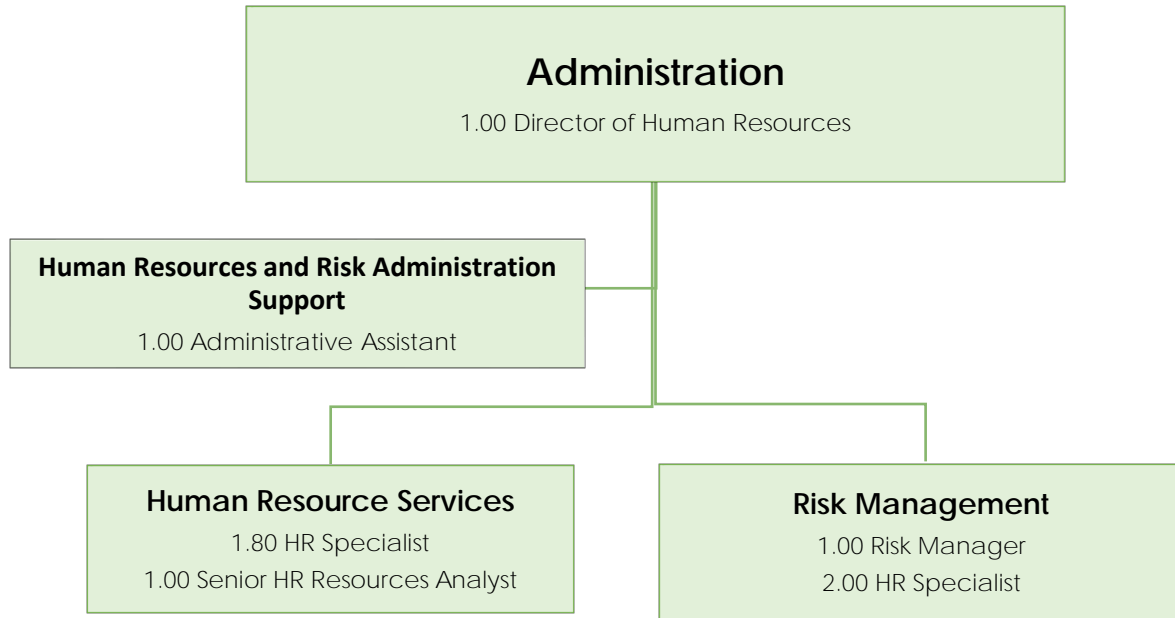 Administration
1.00 Director of Human Resources
Human Resources and Risk Administration
Support
1.00 Administrative Assistant
Human Resource Services
1.80 HR Specialist
1.00 Senior HR Resources Analyst
Risk Management
1.00 Risk Manager
2.00 HR Specialist